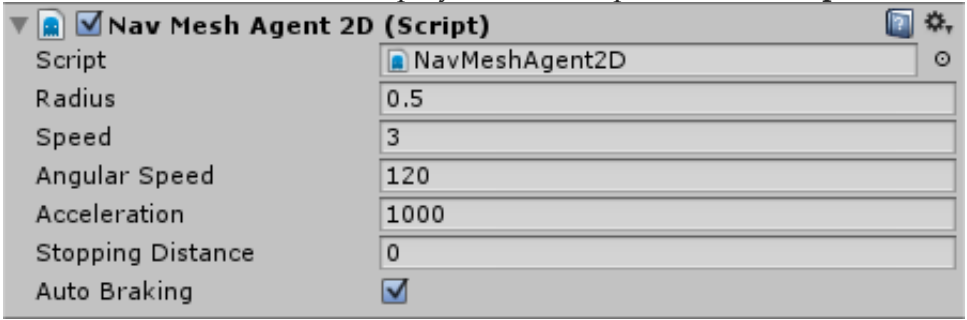 Nav Mesh Agent 2D (Script)
Script NavMeshAgent2D
Radius 0.5
Speed 3
Angular Speed 120
Acceleration 1000
Stopping Distance 0
Auto Braking